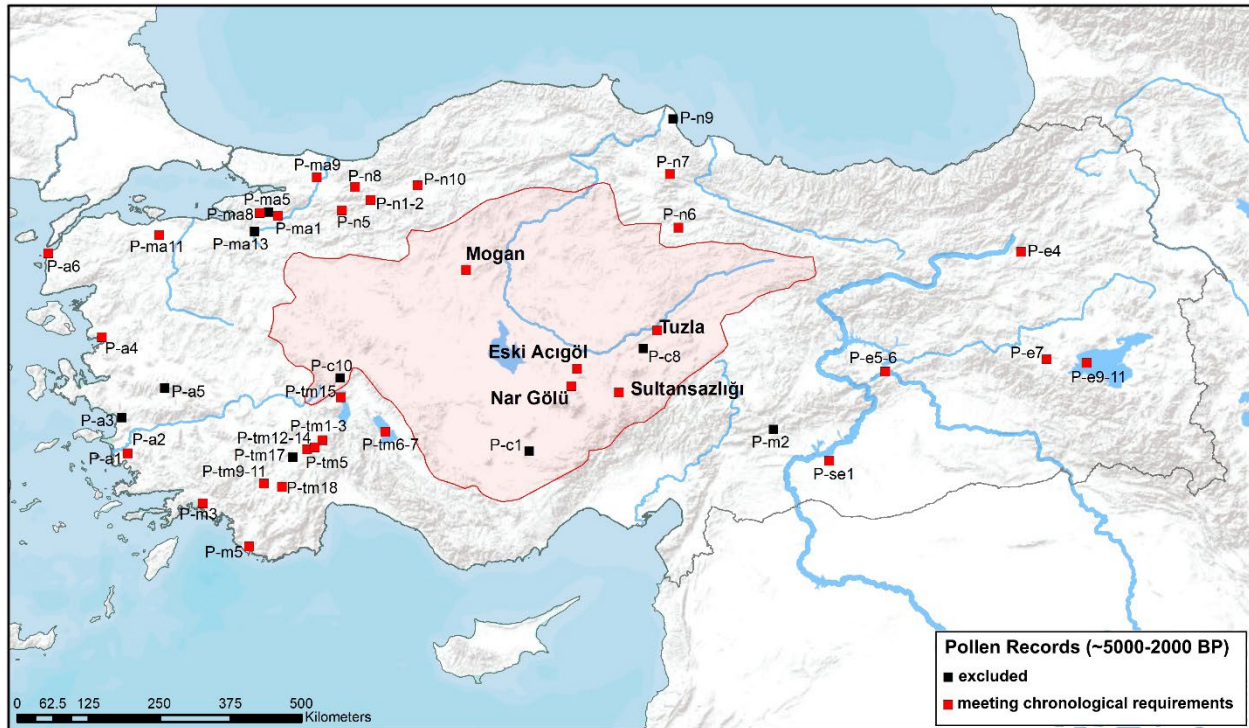 P-n9
P-ma9
P-n8
P-n10
P-n7
P-ma5
P-n1-2
P-ma8
P-ma1
P-n5
P-ma13
P-n6
P-ma11
P-a6
Mogan
P-e4
P-a4
Tuzla
P-c8
P-e7
P-e9-11
Eski Acıgöl
P-e5-6
P-c10
P-a5
P-tm15
Nar Gölü
Sultansazlığı
P-a3
P-tm1-3
P-m2
P-a2
P-tm12-14
P-tm6-7
P-a1
P-tm17
P-tm5
P-c1
P-se1
P-tm9-11
P-tm18
P-m3
P-m5
Pollen Records (~5000-2000 BP)
excluded
meeting chronological requirements
0 62.5 125 250 375 500
Kilometers